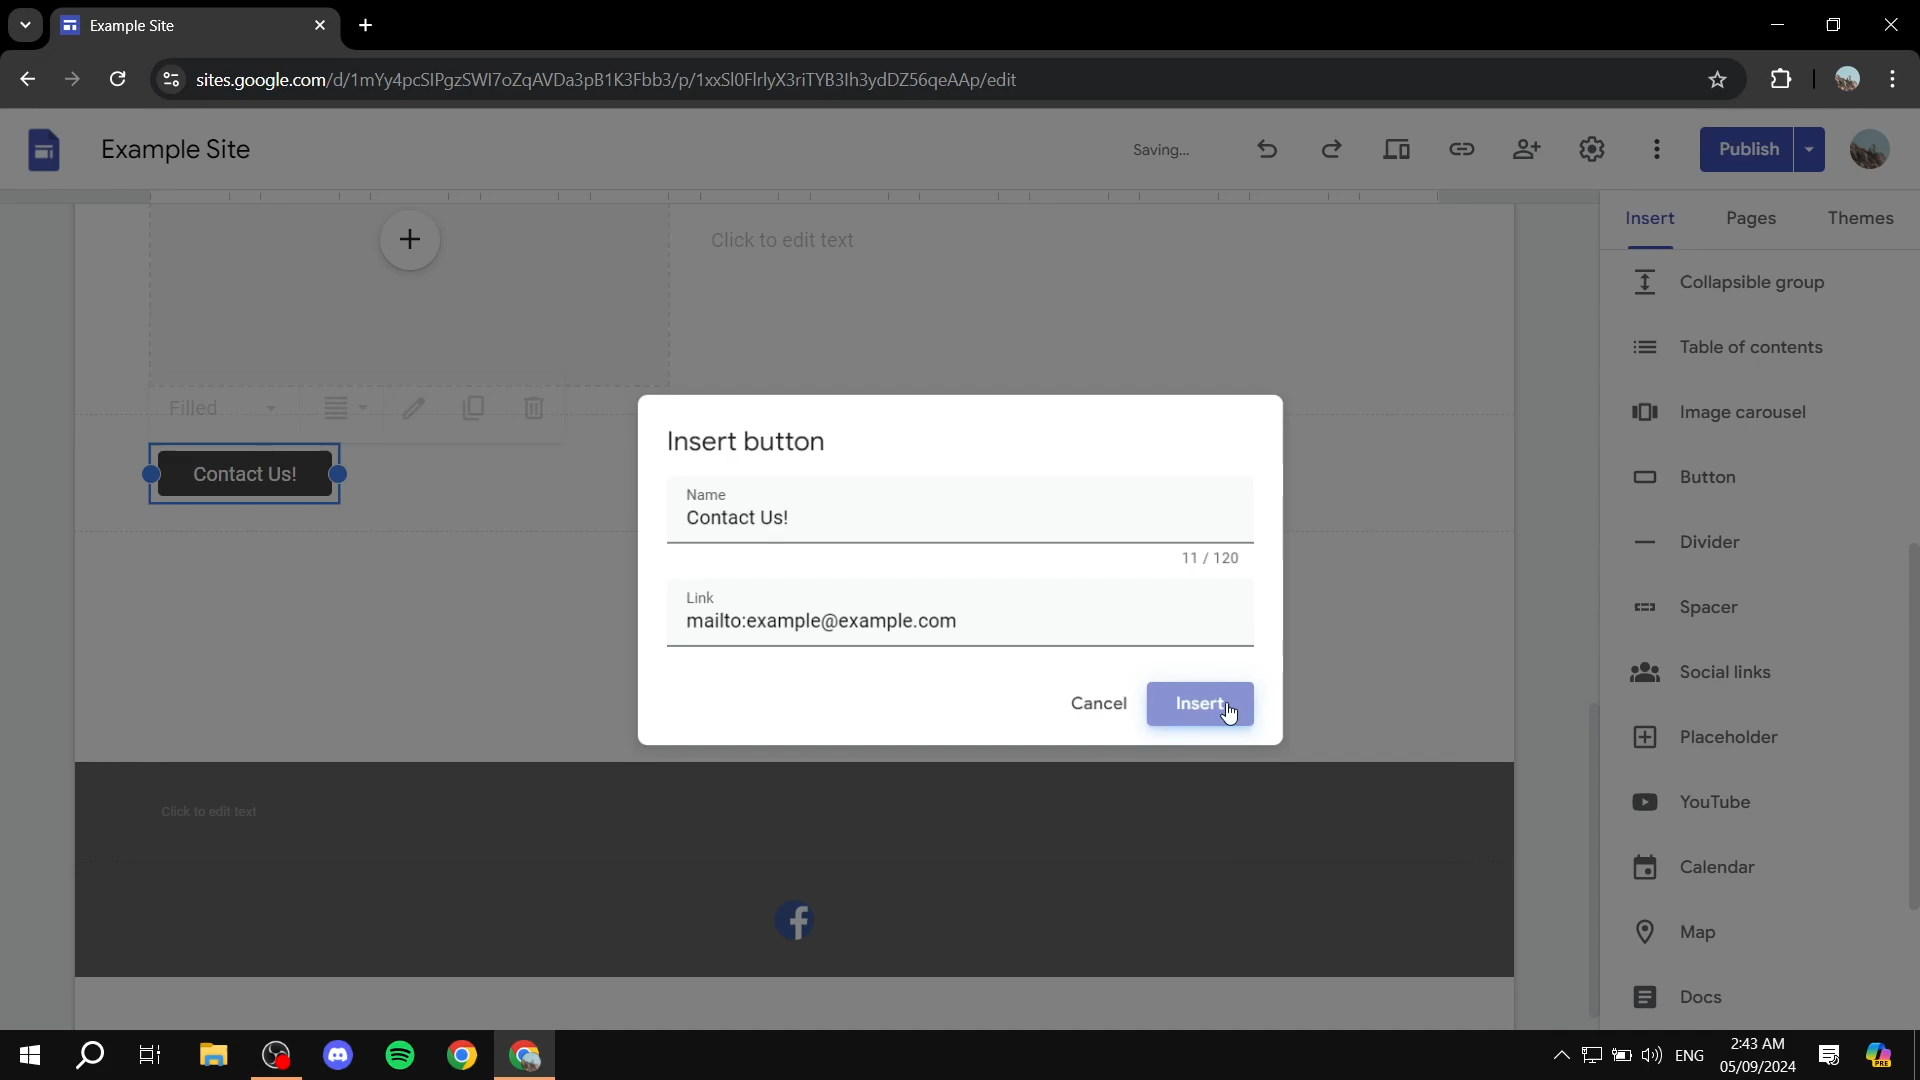 Example Site
sites.google.com/d/1mYy4pcSIPgzSWI7oZqAVDa3pB1K3Fbb3/p/1xxSl0FlrlyX3riTYB3Ih3ydDZ56qeAAp/edit
Example Site
Saving...
Publish
Insert
Pages
Themes
Click to edit text
Collapsible group
Table of contents
Filled
Image carousel
Contact Us!
Button
Insert button
Name
Contact Us!
11 / 120
Link
mailto:example@example.com
Cancel
Insert
Divider
Spacer
Social links
Placeholder
YouTube
Click to edit text
Calendar
Map
Docs
ENG
2:43 AM
05/09/2024
PRE